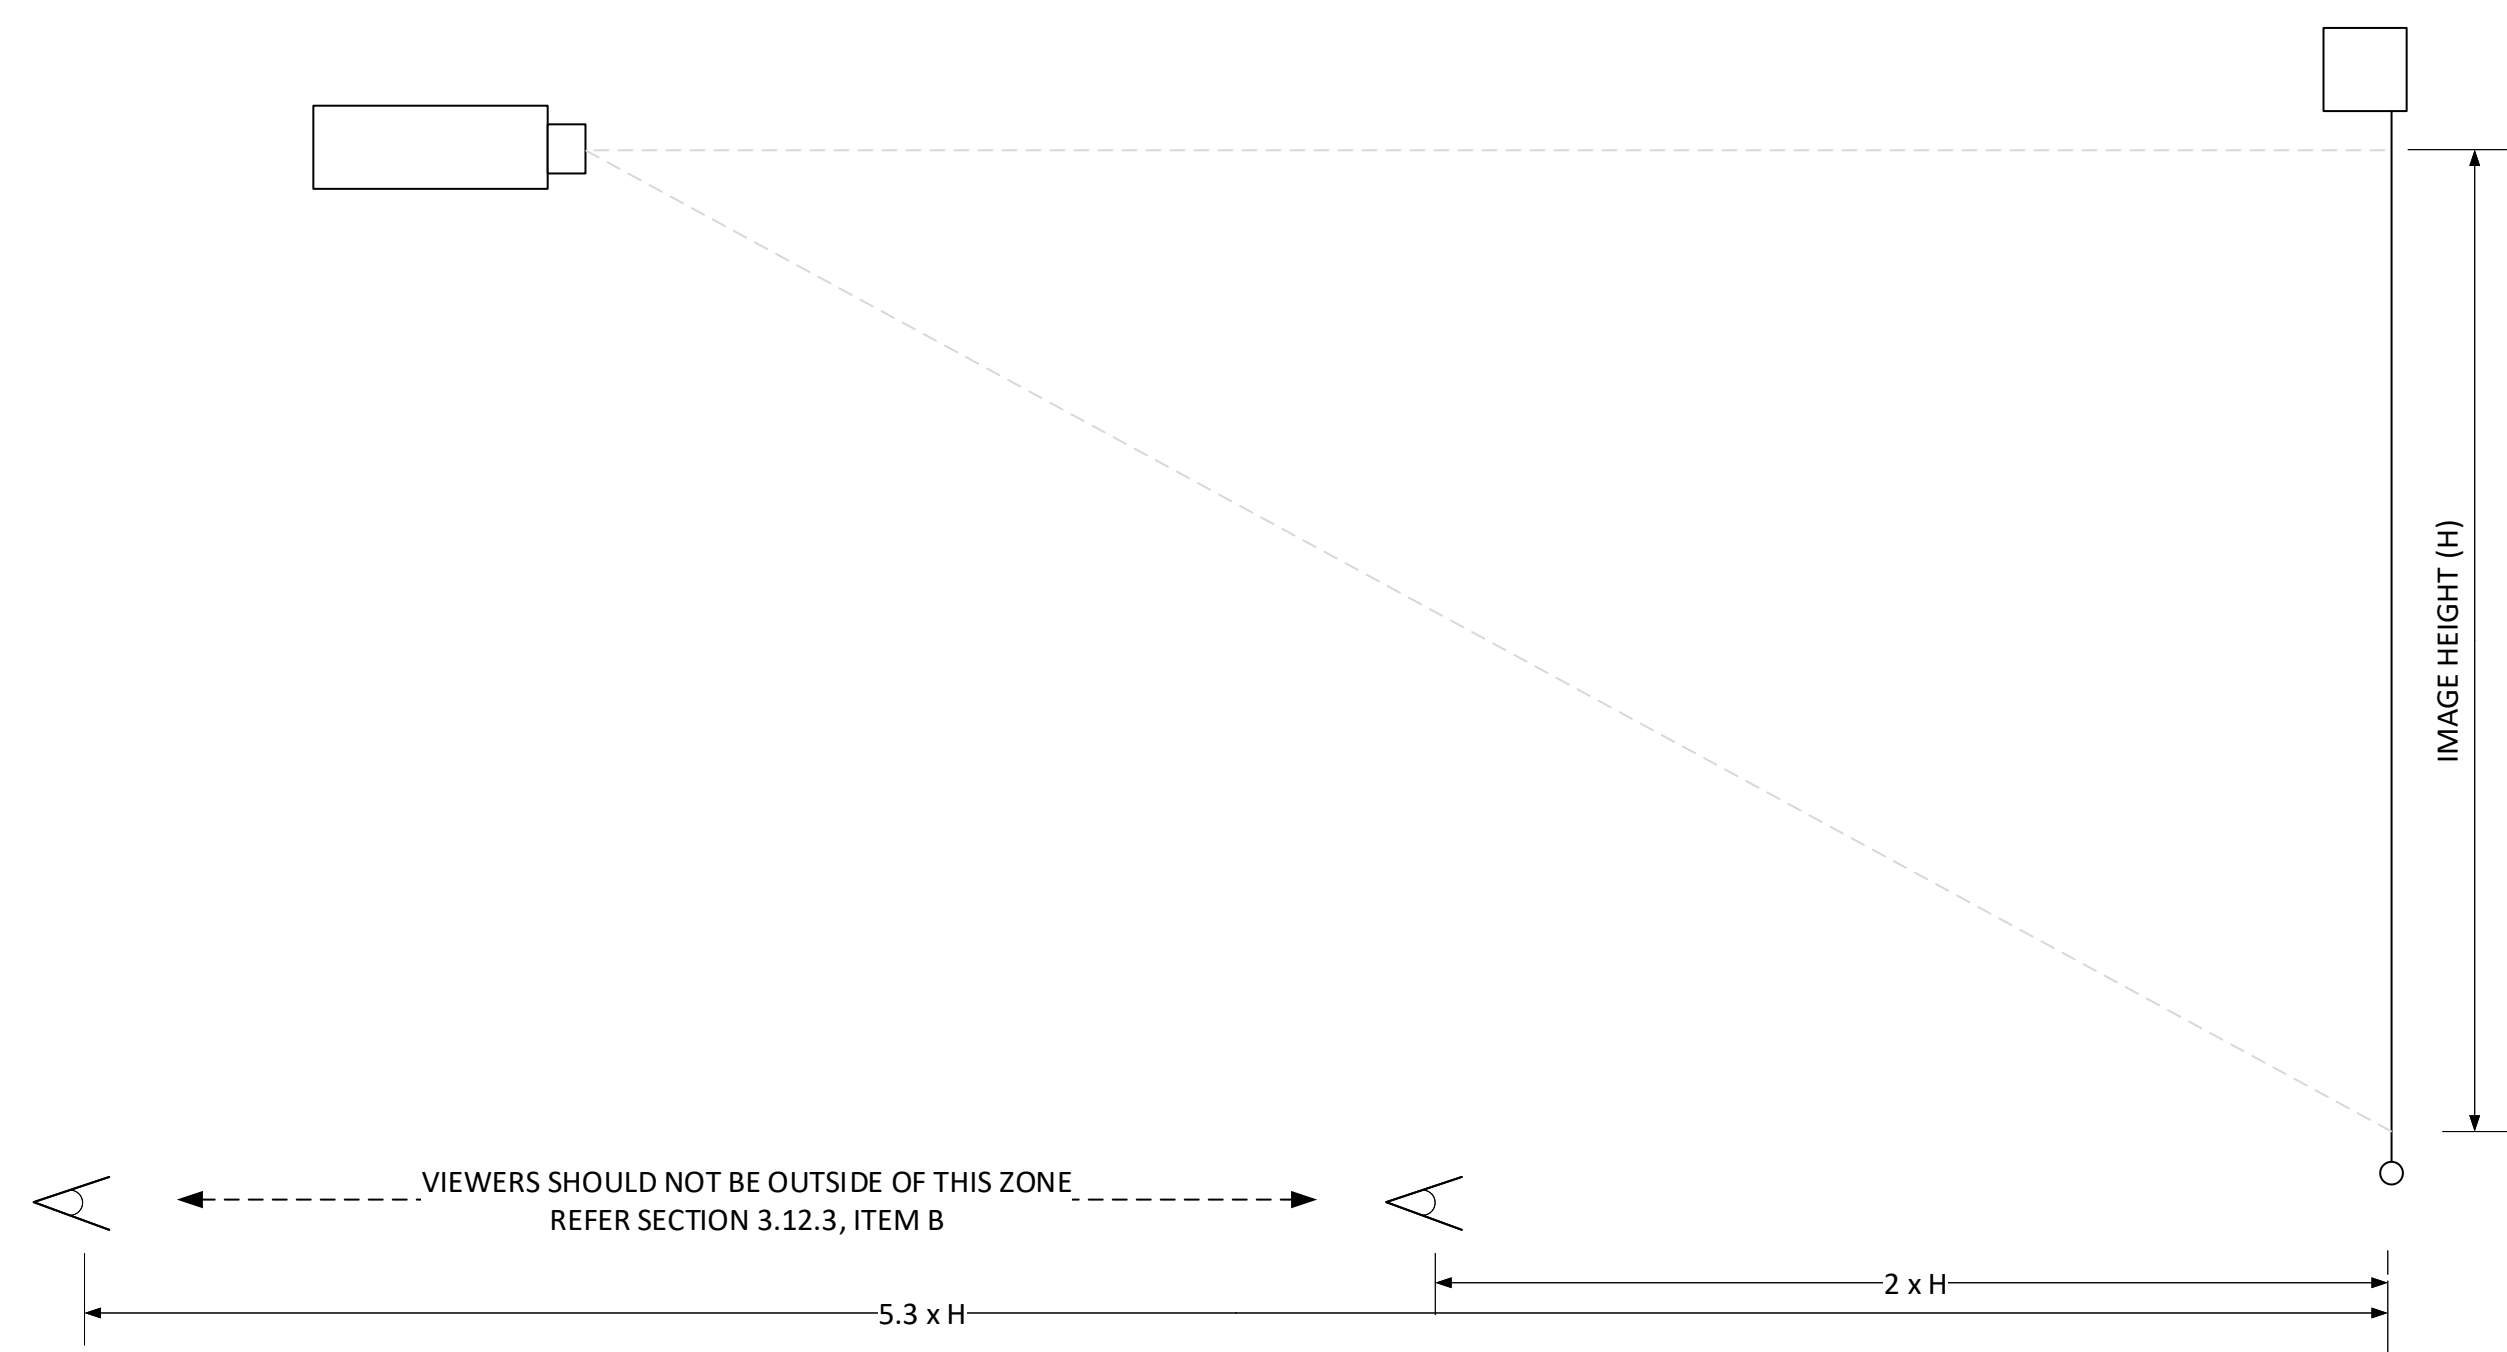 IMAGE HEIGHT (H)
VIEWERS SHOULD NOT BE OUTSIDE OF THIS ZONE
REFER SECTION 3.12.3, ITEM B
2 x H
5.3 x H